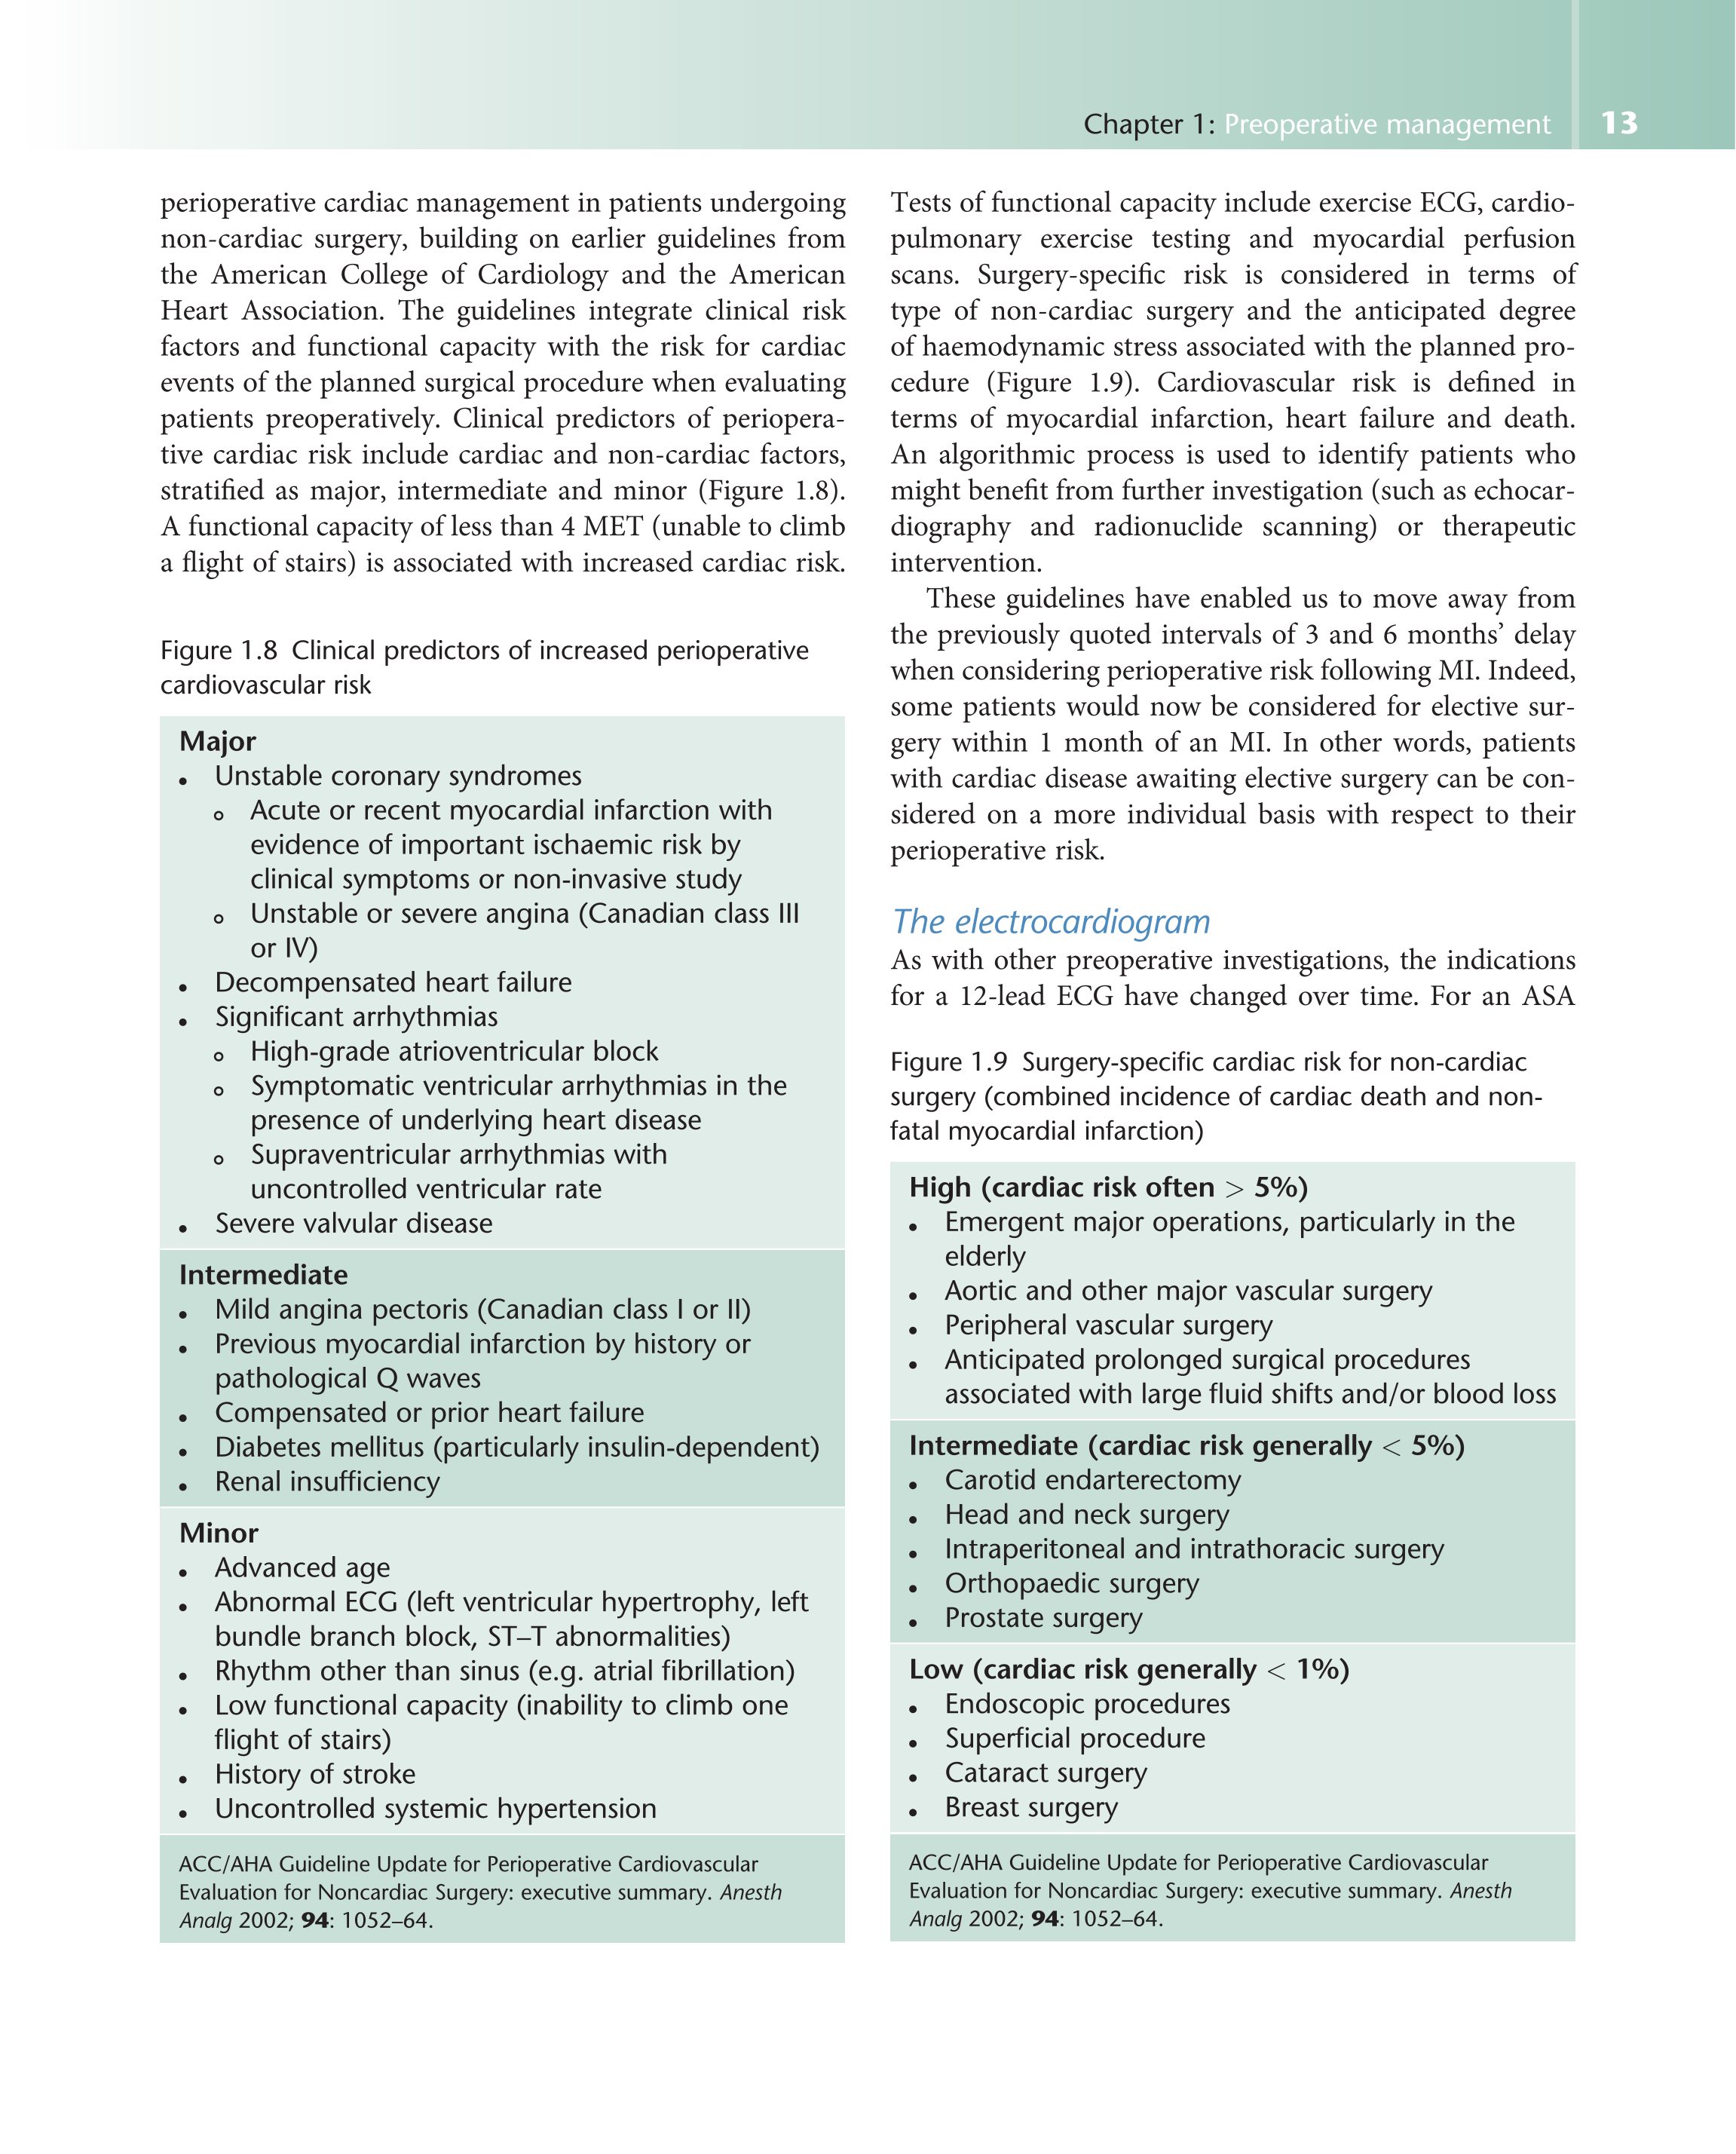 Chapter 1: Preoperative management 13
perioperative cardiac management in patients undergoing
non-cardiac surgery, building on earlier guidelines from
the American College of Cardiology and the American
Heart Association. The guidelines integrate clinical risk
factors and functional capacity with the risk for cardiac
events of the planned surgical procedure when evaluating
patients preoperatively. Clinical predictors of periopera-
tive cardiac risk include cardiac and non-cardiac factors,
stratified as major, intermediate and minor (Figure 1.8).
A functional capacity of less than 4 MET (unable to climb
a flight of stairs) is associated with increased cardiac risk.
Figure 1.8 Clinical predictors of increased perioperative
cardiovascular risk
Major
• Unstable coronary syndromes
o Acute or recent myocardial infarction with
evidence of important ischaemic risk by
clinical symptoms or non-invasive study
o Unstable or severe angina (Canadian class III
or IV)
• Decompensated heart failure
• Significant arrhythmias
o High-grade atrioventricular block
o Symptomatic ventricular arrhythmias in the
presence of underlying heart disease
o Supraventricular arrhythmias with
uncontrolled ventricular rate
• Severe valvular disease
Intermediate
• Mild angina pectoris (Canadian class I or II)
• Previous myocardial infarction by history or
pathological Q waves
• Compensated or prior heart failure
• Diabetes mellitus (particularly insulin-dependent)
• Renal insufficiency
Minor
• Advanced age
• Abnormal ECG (left ventricular hypertrophy, left
bundle branch block, ST–T abnormalities)
• Rhythm other than sinus (e.g. atrial fibrillation)
• Low functional capacity (inability to climb one
flight of stairs)
• History of stroke
• Uncontrolled systemic hypertension
ACC/AHA Guideline Update for Perioperative Cardiovascular
Evaluation for Noncardiac Surgery: executive summary. Anesth
Analg 2002; 94: 1052–64.
Tests of functional capacity include exercise ECG, cardio-
pulmonary exercise testing and myocardial perfusion
scans. Surgery-specific risk is considered in terms of
type of non-cardiac surgery and the anticipated degree
of haemodynamic stress associated with the planned pro-
cedure (Figure 1.9). Cardiovascular risk is defined in
terms of myocardial infarction, heart failure and death.
An algorithmic process is used to identify patients who
might benefit from further investigation (such as echocar-
diography and radionuclide scanning) or therapeutic
intervention.
These guidelines have enabled us to move away from
the previously quoted intervals of 3 and 6 months’ delay
when considering perioperative risk following MI. Indeed,
some patients would now be considered for elective sur-
gery within 1 month of an MI. In other words, patients
with cardiac disease awaiting elective surgery can be con-
sidered on a more individual basis with respect to their
perioperative risk.
The electrocardiogram
As with other preoperative investigations, the indications
for a 12-lead ECG have changed over time. For an ASA
Figure 1.9 Surgery-specific cardiac risk for non-cardiac
surgery (combined incidence of cardiac death and non-
fatal myocardial infarction)
High (cardiac risk often > 5%)
• Emergent major operations, particularly in the
elderly
• Aortic and other major vascular surgery
• Peripheral vascular surgery
• Anticipated prolonged surgical procedures
associated with large fluid shifts and/or blood loss
Intermediate (cardiac risk generally < 5%)
• Carotid endarterectomy
• Head and neck surgery
• Intraperitoneal and intrathoracic surgery
• Orthopaedic surgery
• Prostate surgery
Low (cardiac risk generally < 1%)
• Endoscopic procedures
• Superficial procedure
• Cataract surgery
• Breast surgery
ACC/AHA Guideline Update for Perioperative Cardiovascular
Evaluation for Noncardiac Surgery: executive summary. Anesth
Analg 2002; 94: 1052–64.